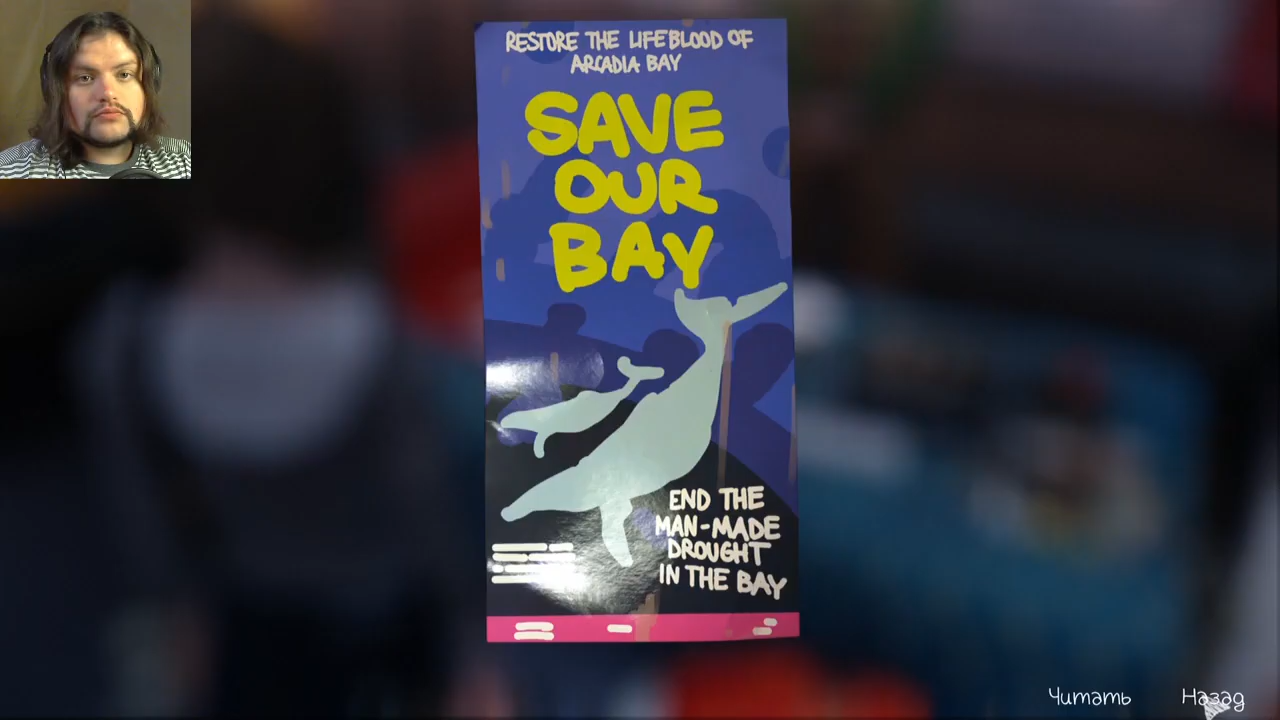 RESTORE THE LIFEBLOOD OF
ARCADIA BAY
SAVE
OUR
BAY
END THE
MAN-MADE
DROUGHT
IN THE BAY
Читать Назад